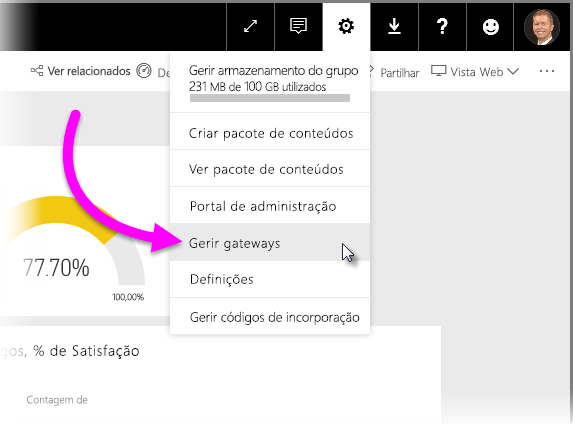 Ver relacionados
De
Partilhar
Vista Web
Gerir armazenamento do grupo
231 MB de 100 GB utilizados
Criar pacote de conteúdos
Ver pacote de conteúdos
Portal de administração
Gerir gateways
Definições
Gerir códigos de incorporação
77.70%
100,00%
gos, % de Satisfação
Contagem de